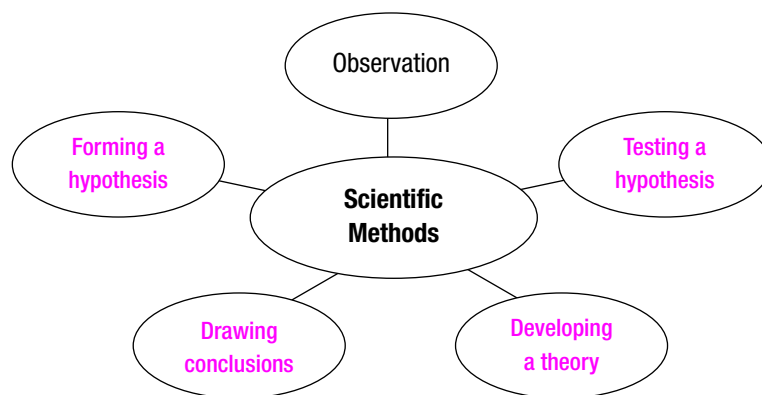 Observation
Forming a
hypothesis
Testing a
hypothesis
Scientific
Methods
Drawing
conclusions
Developing
a theory